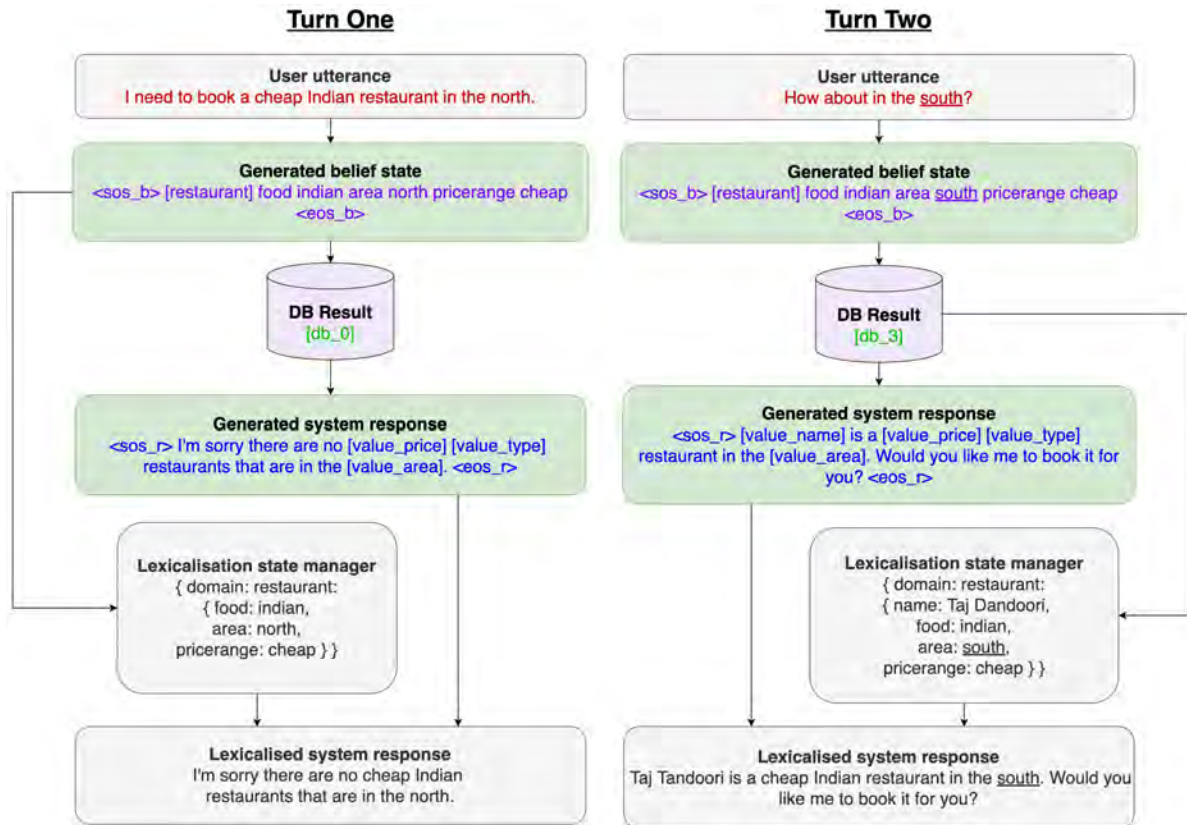 Turn One
User utterance
I need to book a cheap Indian restaurant in the north.
Generated belief state
<sos_b> [restaurant] food indian area north pricerange cheap
<eos_b>
DB Result
[db_0]
Generated system response
<sos_r> I'm sorry there are no [value_price] [value_type]
restaurants that are in the [value_area]. <eos_r>
Lexicalisation state manager
{ domain: restaurant:
{ food: indian,
area: north,
pricerange: cheap } }
Lexicalised system response
I'm sorry there are no cheap Indian
restaurants that are in the north.
Turn Two
User utterance
How about in the south?
Generated belief state
<sos_b> [restaurant] food indian area south pricerange cheap
<eos_b>
DB Result
[db_3]
Generated system response
<sos_r> [value_name] is a [value_price] [value_type]
restaurant in the [value_area]. Would you like me to book it for
you? <eos_r>
Lexicalisation state manager
{ domain: restaurant:
{ name: Taj Dandoori,
food: indian,
area: south,
pricerange: cheap } }
Lexicalised system response
Taj Tandoori is a cheap Indian restaurant in the south. Would you
like me to book it for you?